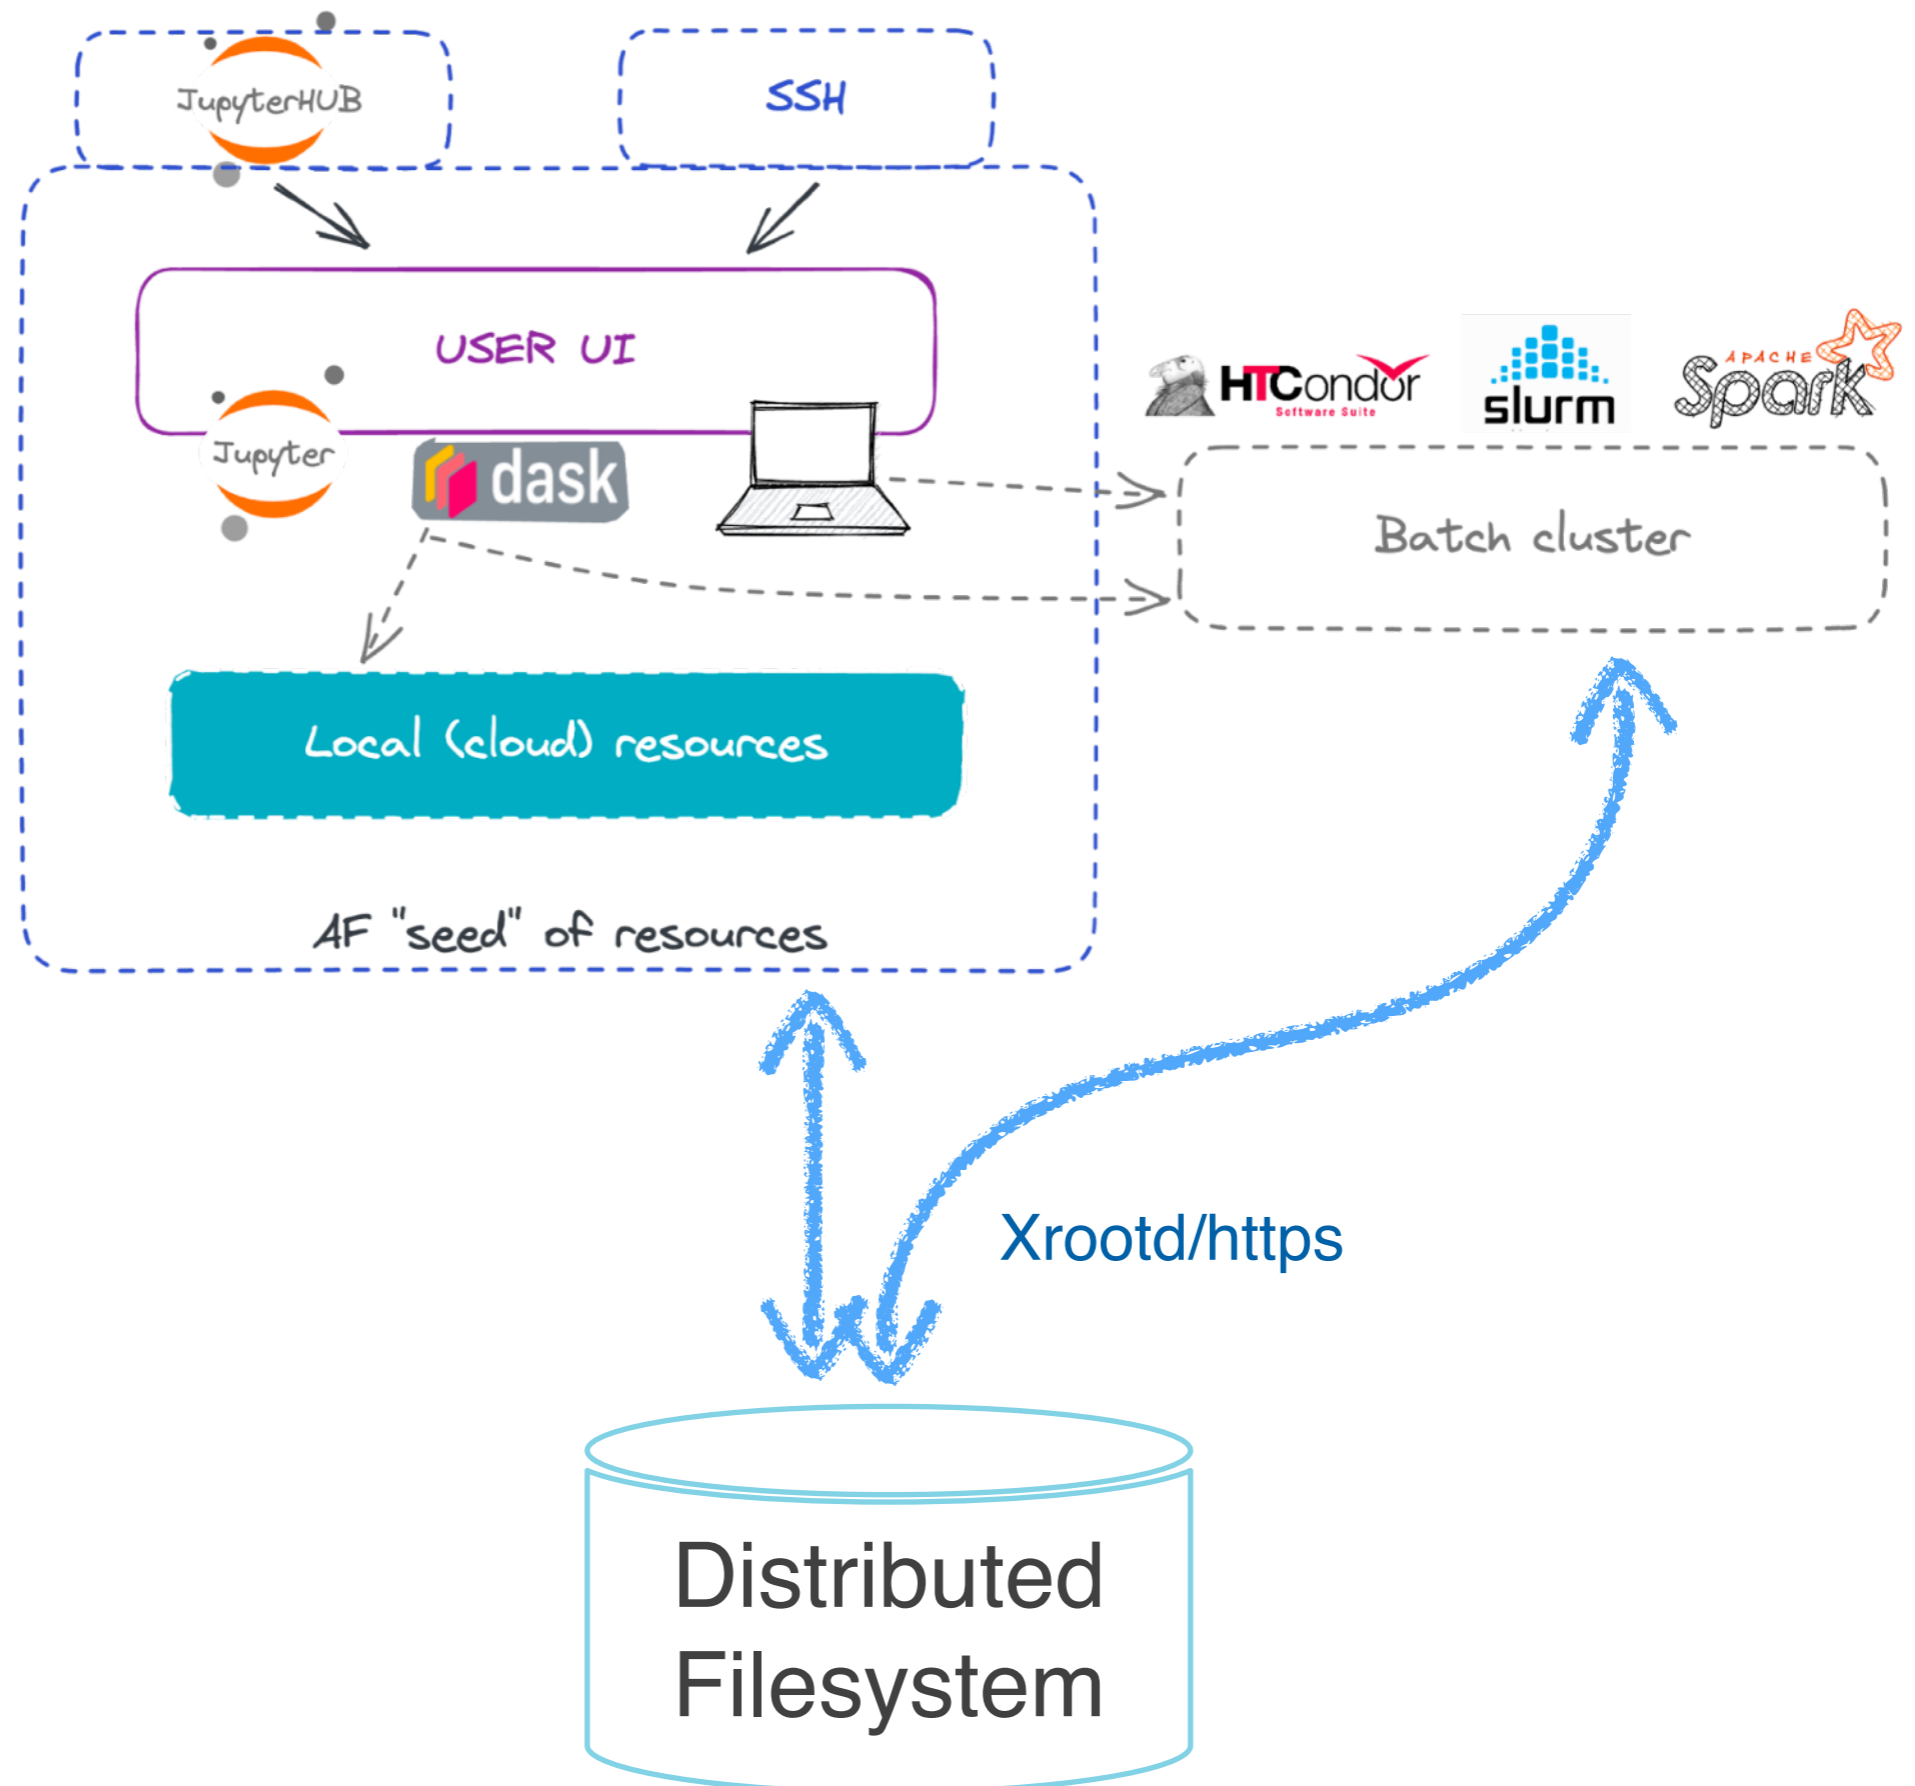 JupyterHUB
SSH
USER UI
Jupyter
dask
HTCondor
Software Suite
slurm
APACHE
Spark
Batch cluster
Local (cloud) resources
AF "seed" of resources
Xrootd/https
Distributed
Filesystem